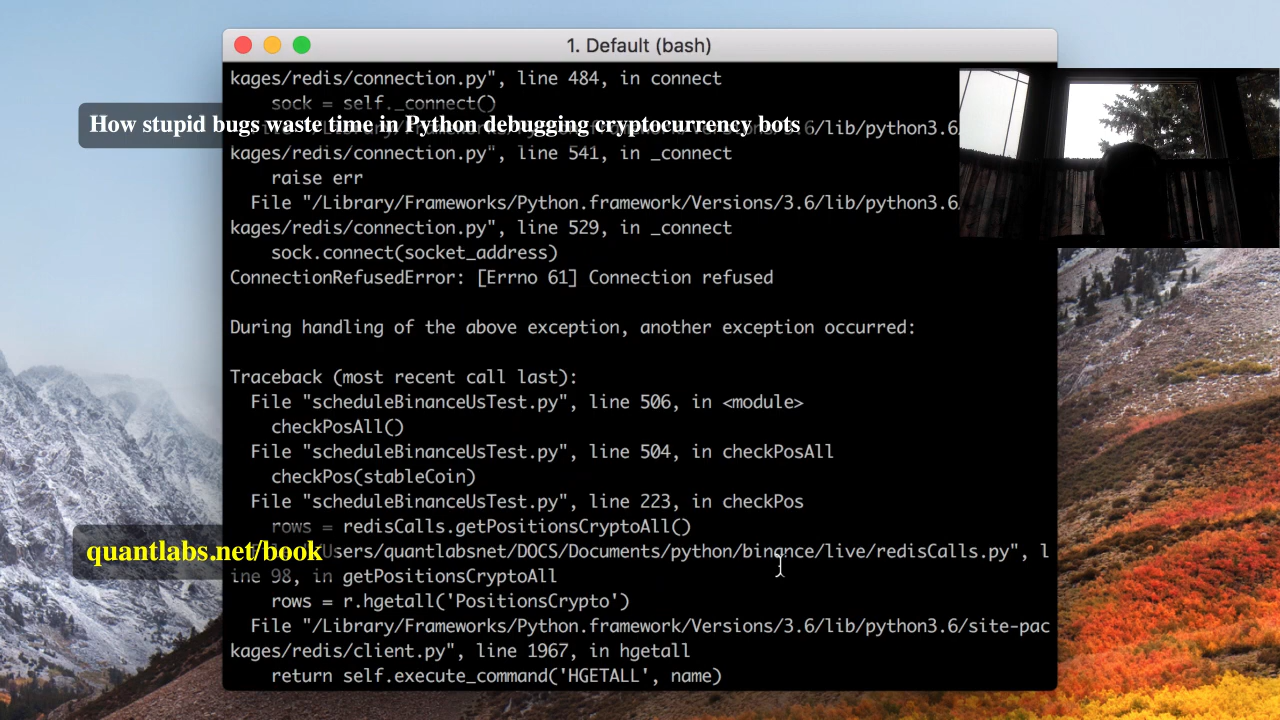 1. Default (bash)
kages/redis/connection.py", line 484, in connect
sock = self._connect()
How stupid bugs waste time in Python debugging cryptocurrency bots
6/lib/python3.6/
kages/redis/connection.py", line 541, in _connect
raise err
File "/Library/Frameworks/Python.framework/Versions/3.6/lib/python3.6/
kages/redis/connection.py", line 529, in _connect
sock.connect(socket_address)
ConnectionRefusedError: [Errno 61] Connection refused
During handling of the above exception, another exception occurred:
Traceback (most recent call last):
File "scheduleBinanceUsTest.py", line 506, in <module>
checkPosAll()
File "scheduleBinanceUsTest.py", line 504, in checkPosAll
checkPos(stableCoin)
File "scheduleBinanceUsTest.py", line 223, in checkPos
rows = redisCalls.getPositionsCryptoAll()
quantlabs.net/book
sers/quantlabsnet/DOCS/Documents/python/binance/live/redisCalls.py", l
ine 98, in getPositionsCryptoAll
rows = r.hgetall('PositionsCrypto')
File "/Library/Frameworks/Python.framework/Versions/3.6/lib/python3.6/site-pac
kages/redis/client.py", line 1967, in hgetall
return self.execute_command('HGETALL', name)